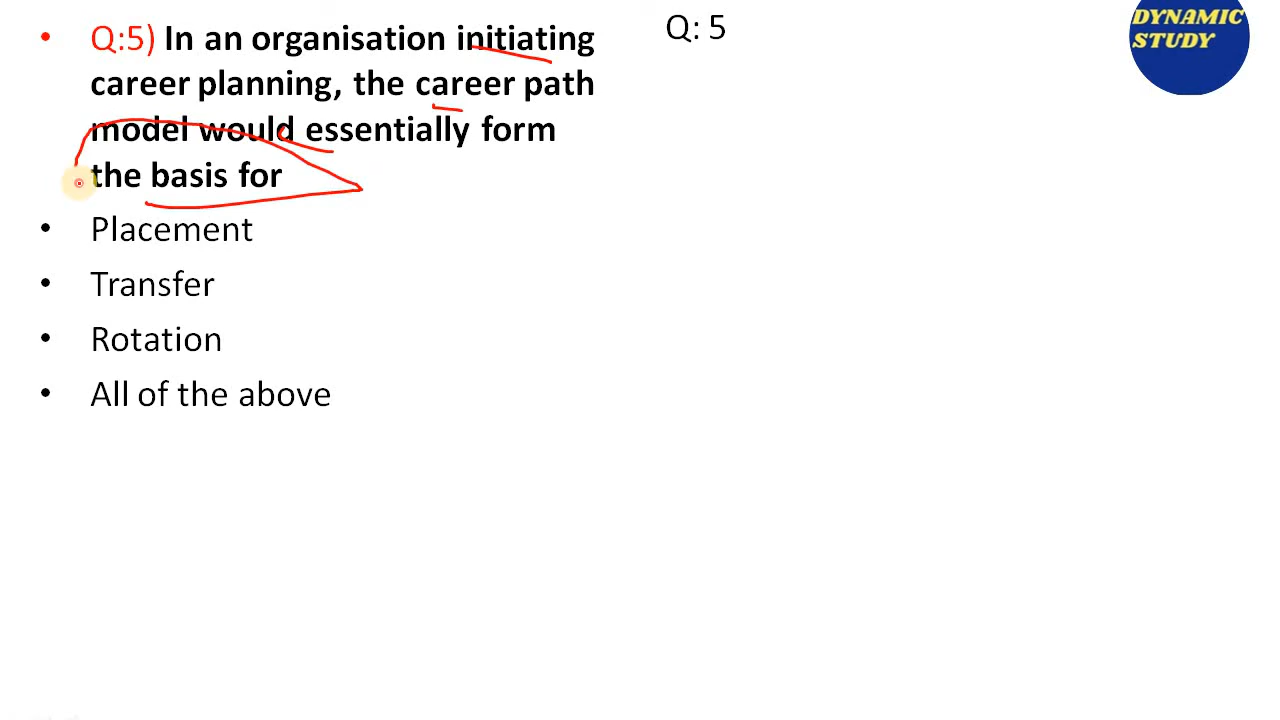 • Q:5) In an organisation initiating
career planning, the career path
model would essentially form
the basis for
• Placement
• Transfer
• Rotation
• All of the above
Q: 5
DYNAMIC
STUDY